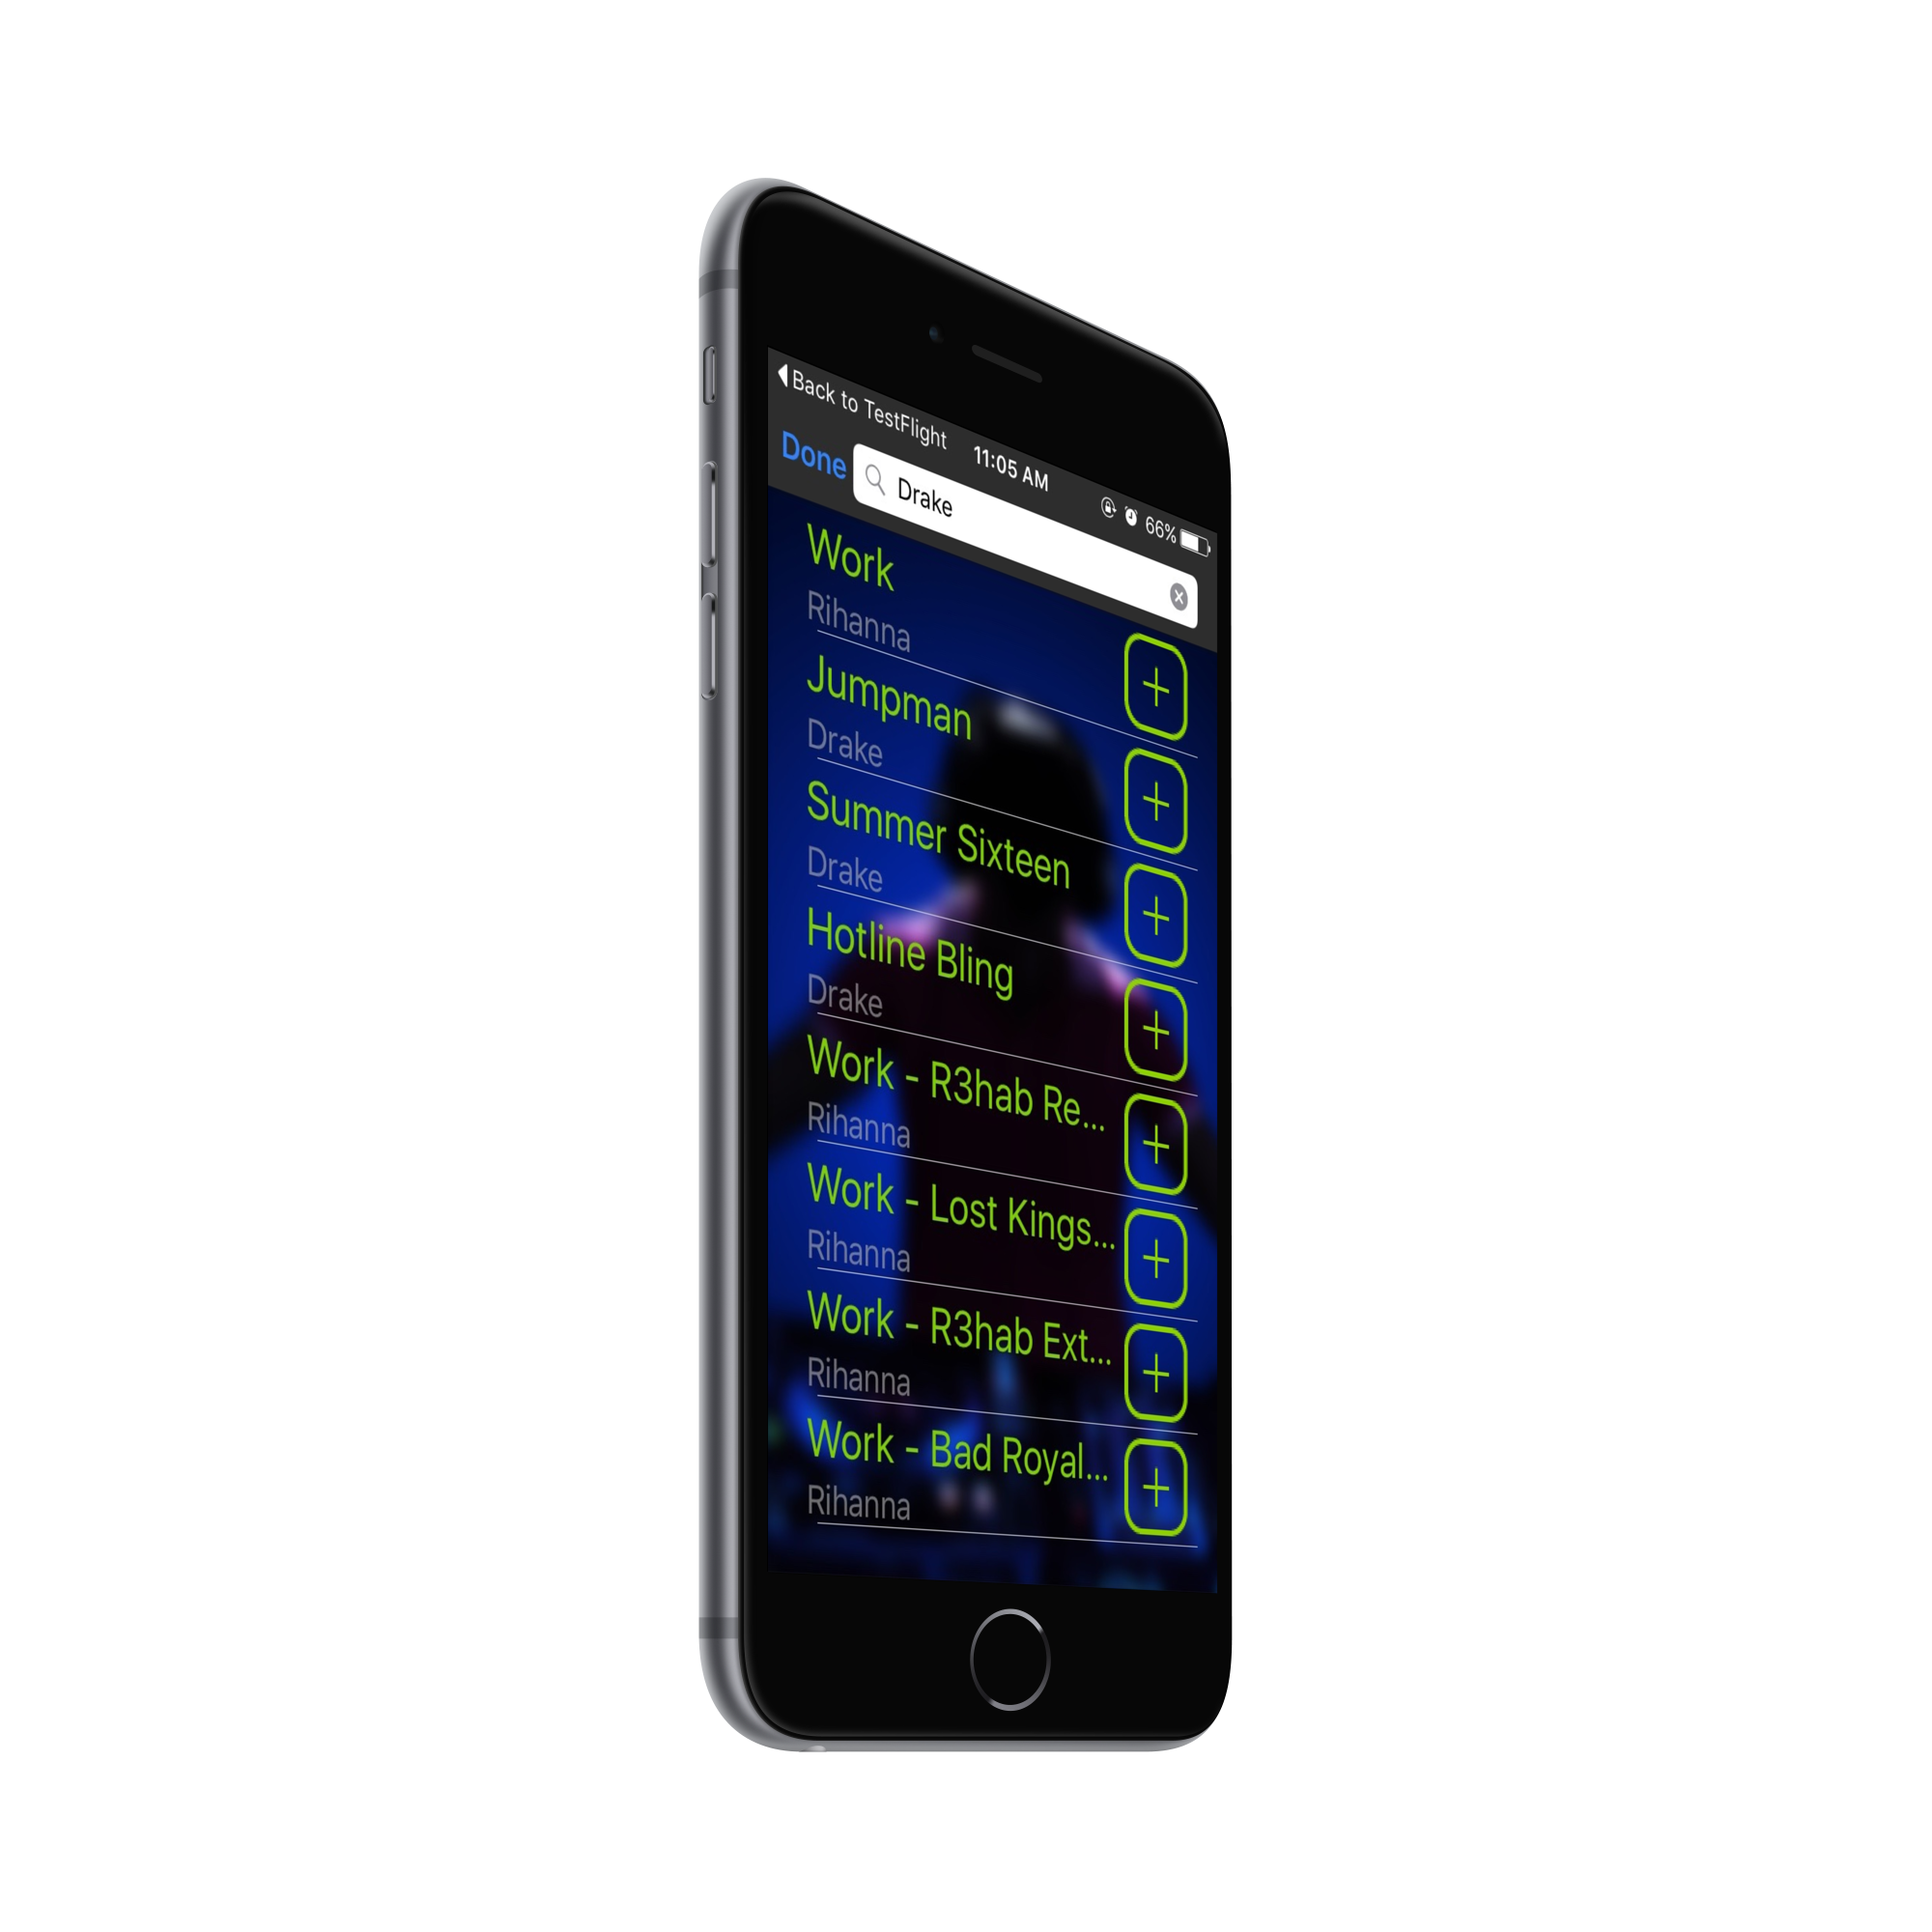 Back to TestFlight 11:05 AM 66%
Done Drake
Work
Rihanna
Jumpman
Drake
Summer Sixteen
Drake
Hotline Bling
Drake
Work - R3hab Re...
Rihanna
Work - Lost Kings...
Rihanna
Work - R3hab Ext...
Rihanna
Work - Bad Royal...
Rihanna